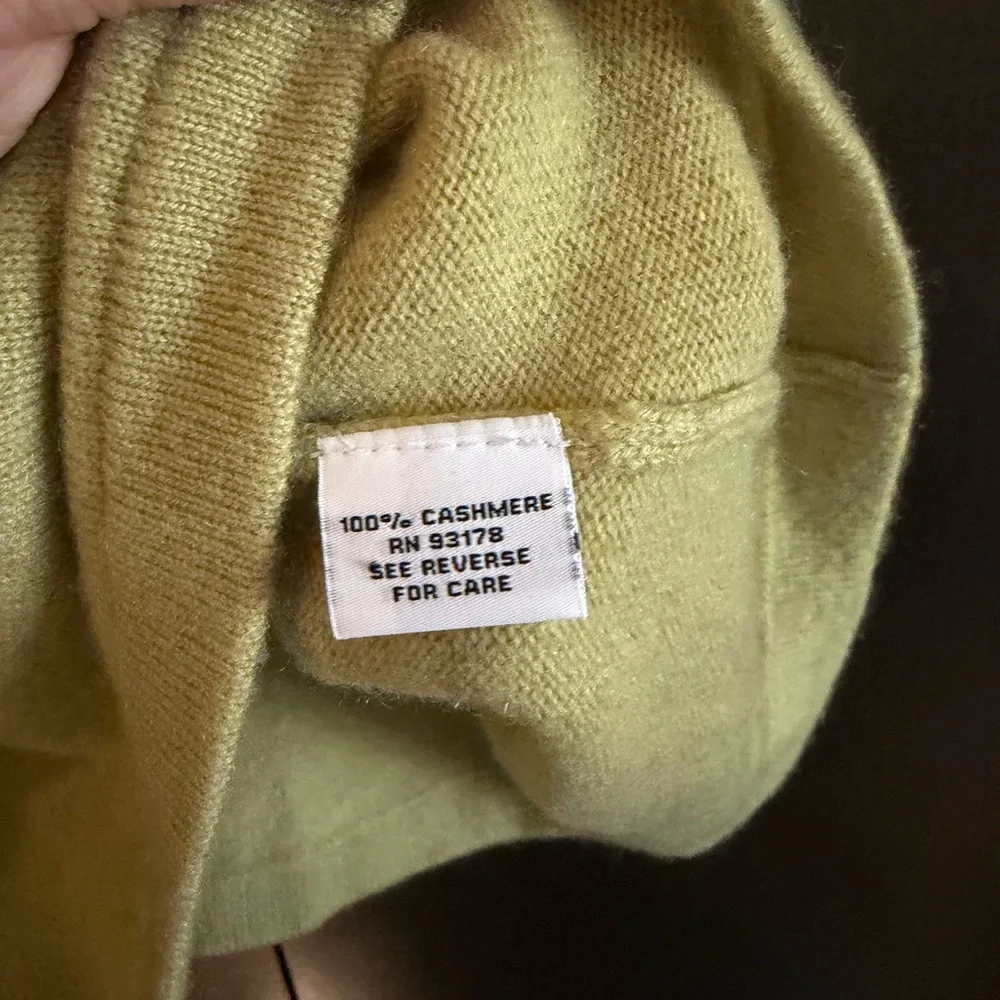 100% CASHMERE
RN 93178
SEE REVERSE
FOR CARE